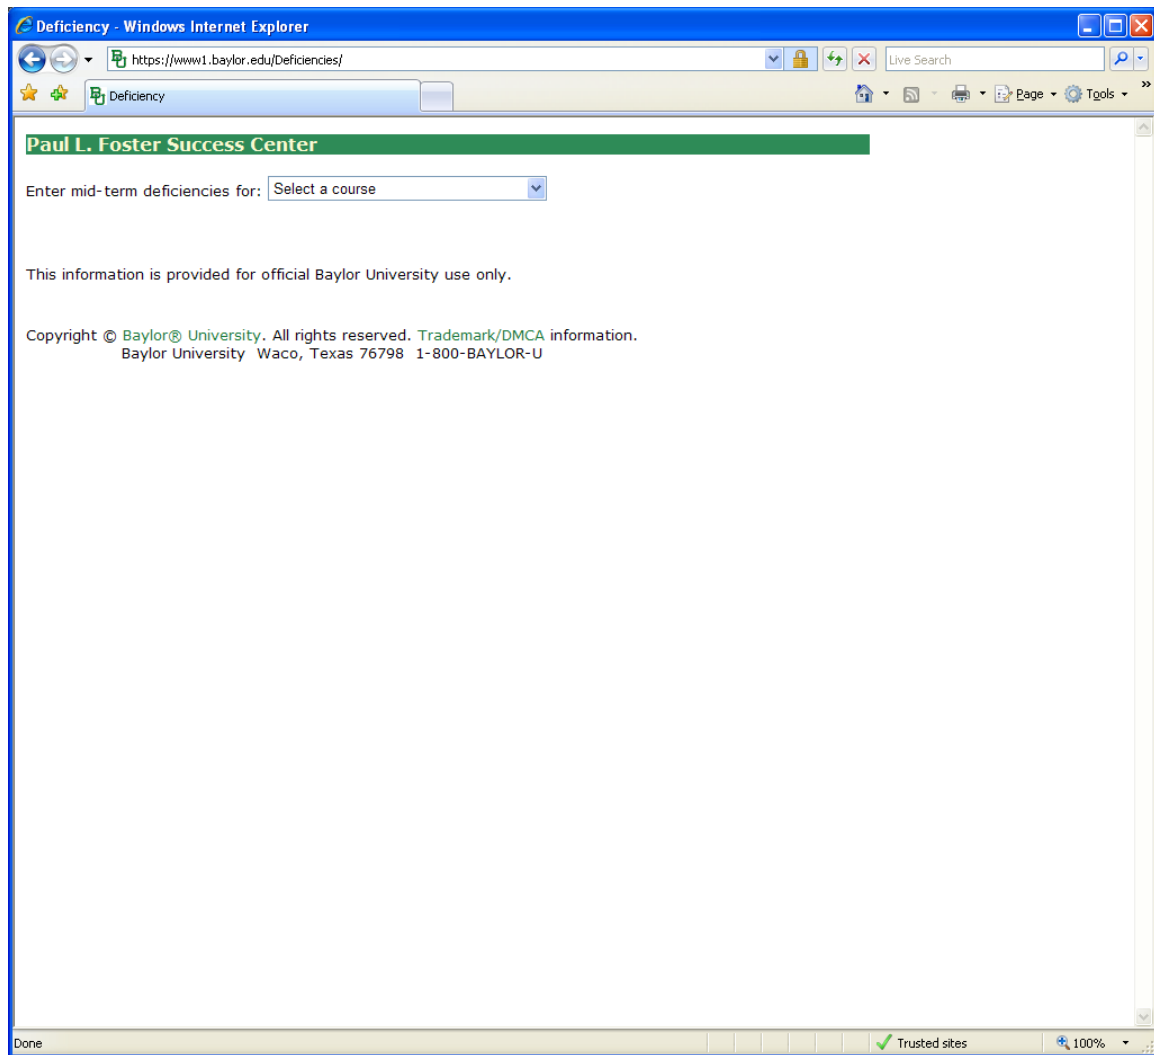 Deficiency - Windows Internet Explorer
https://www1.baylor.edu/Deficiencies/
Live Search
Deficiency
Page
Tools
»
Paul L. Foster Success Center
Enter mid-term deficiencies for: Select a course
This information is provided for official Baylor University use only.
Copyright © Baylor® University. All rights reserved. Trademark/DMCA information.
Baylor University Waco, Texas 76798 1-800-BAYLOR-U
Done
Trusted sites
100%